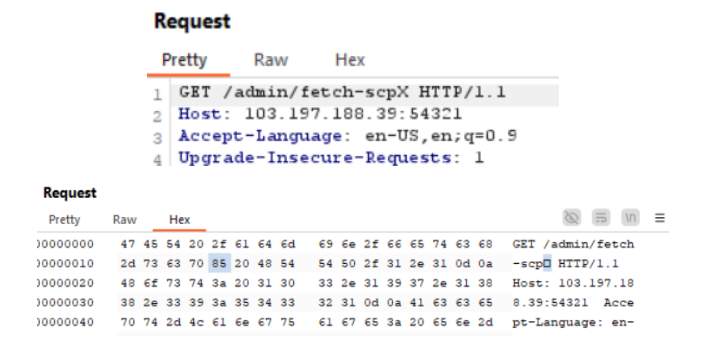 Request
Pretty Raw Hex
1 GET /admin/fetch-scpX HTTP/1.1
2 Host: 103.197.188.39:54321
3 Accept-Language: en-US,en;q=0.9
4 Upgrade-Insecure-Requests: 1
Request
Pretty Raw Hex \n
00000000 47 45 54 20 2f 61 64 6d 69 6e 2f 66 65 74 63 68 GET /admin/fetch
00000010 2d 73 63 70 85 20 48 54 54 50 2f 31 2e 31 0d 0a -scp HTTP/1.1
00000020 48 6f 73 74 3a 20 31 30 33 2e 31 39 37 2e 31 38 Host: 103.197.18
00000030 38 2e 33 39 3a 35 34 33 32 31 0d 0a 41 63 63 65 8.39:54321 Acce
00000040 70 74 2d 4c 61 6e 67 75 61 67 65 3a 20 65 6e 2d pt-Language: en-